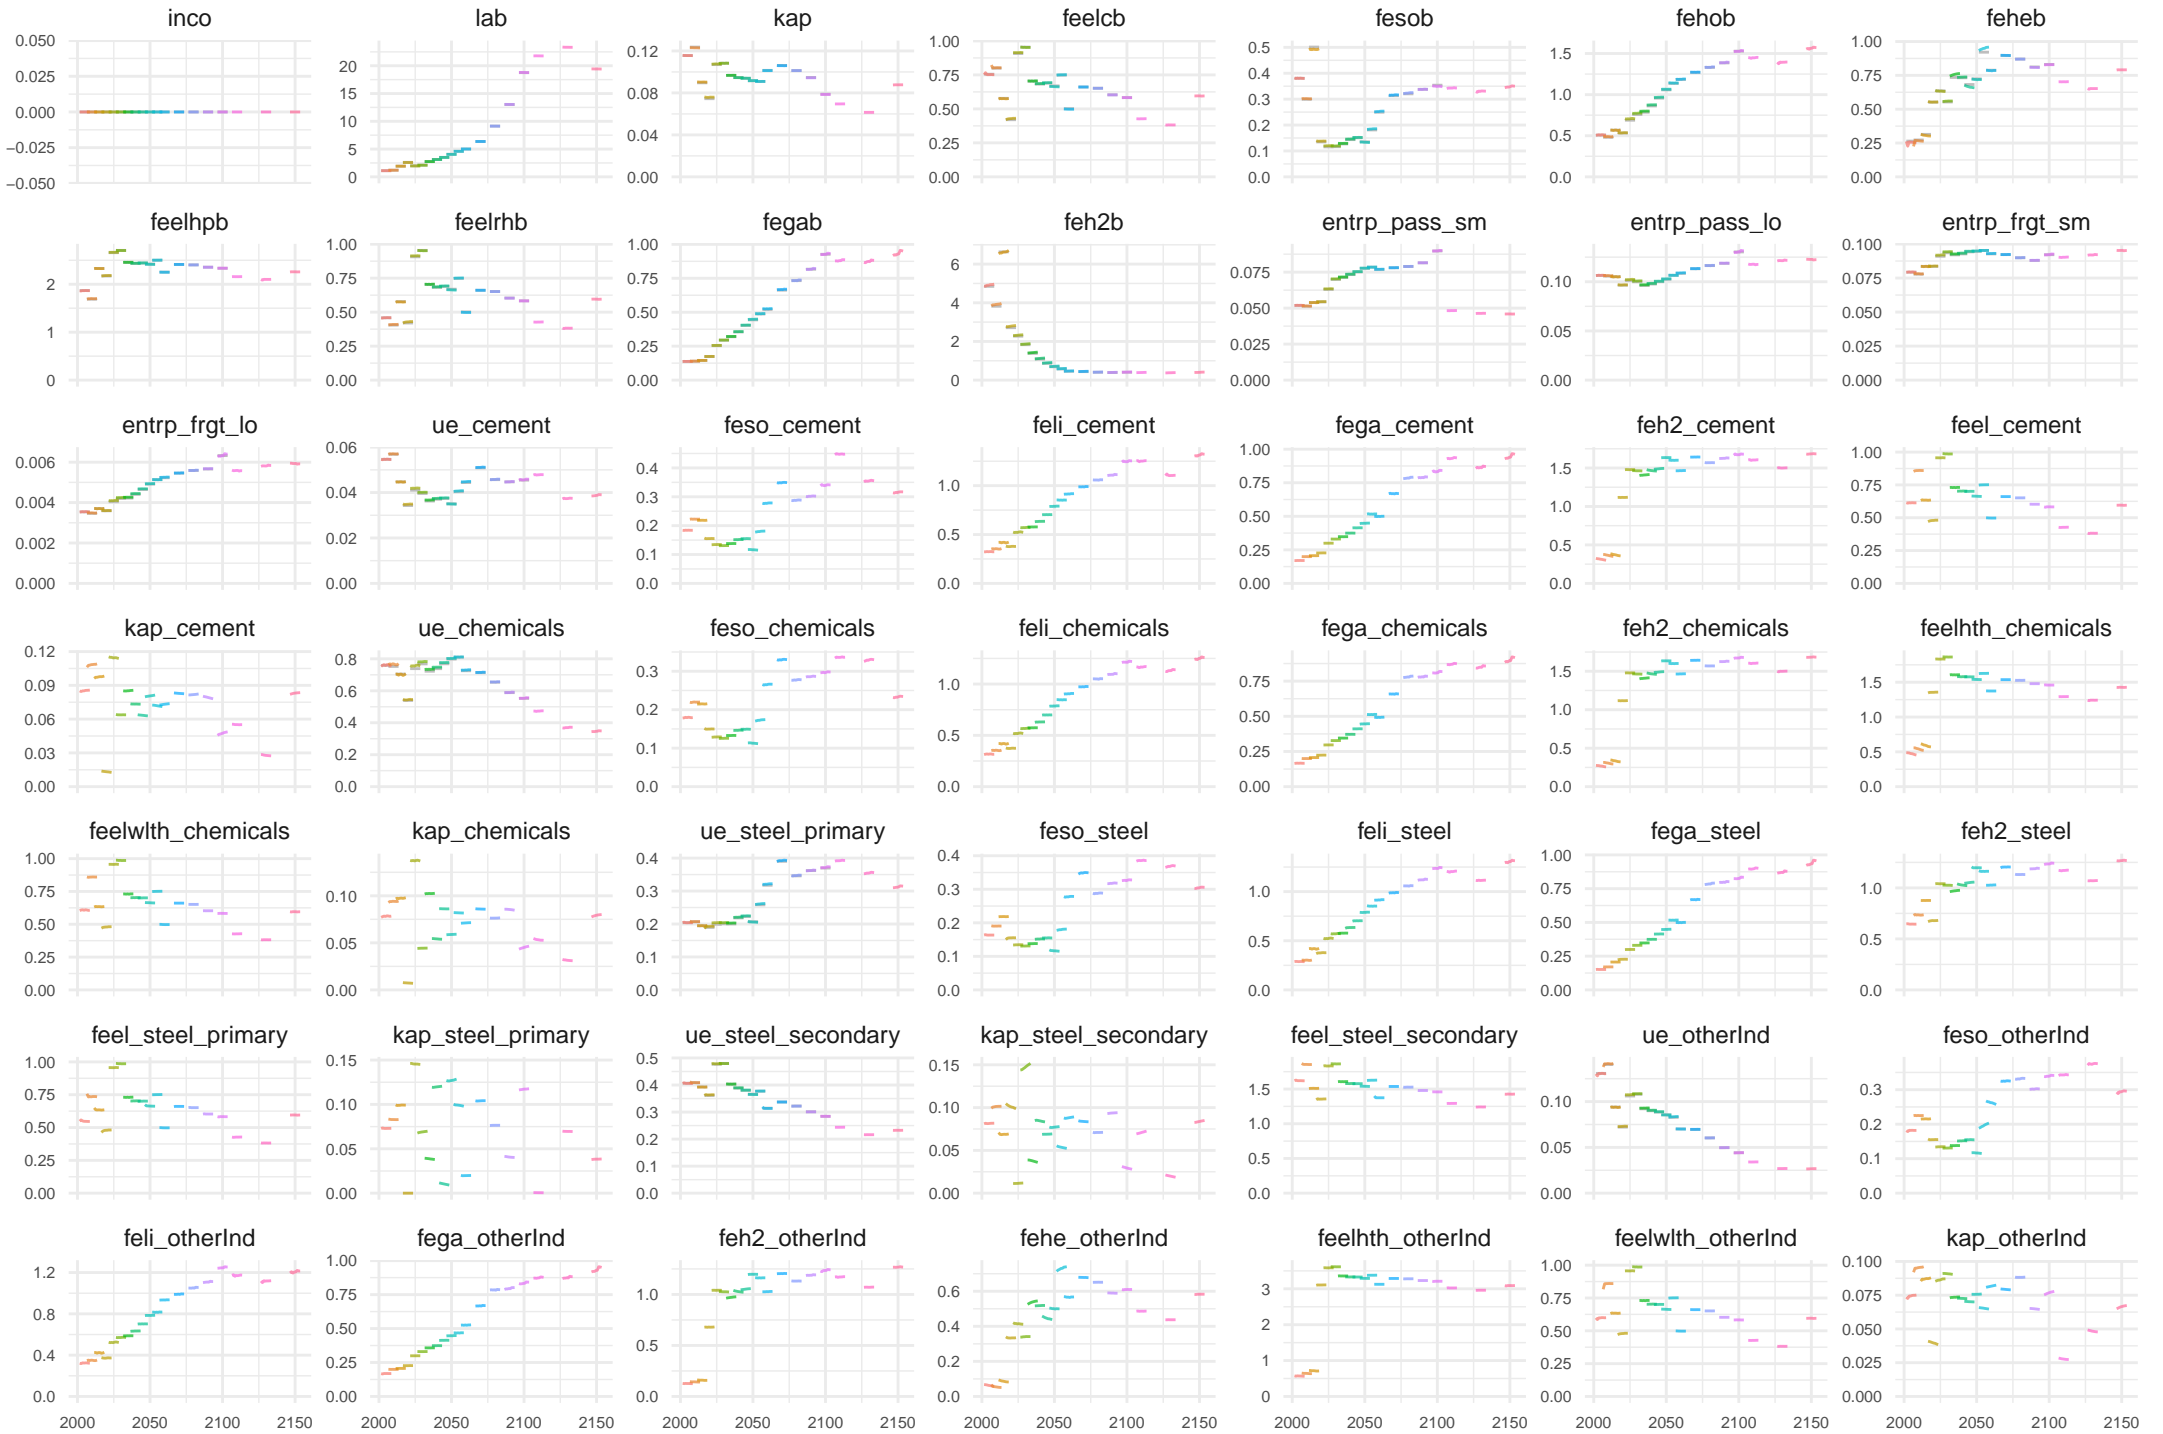 inco lab kap feelcb fesob fehob feheb
0.050 0.025 0.000 −0.025 −0.050
20 15 10 5 0
0.12 0.08 0.04 0.00
1.00 0.75 0.50 0.25 0.00
0.5 0.4 0.3 0.2 0.1 0.0
1.5 1.0 0.5 0.0
1.00 0.75 0.50 0.25 0.00
feelhpb feelrhb fegab feh2b entrp_pass_sm entrp_pass_lo entrp_frgt_sm
2 1 0
1.00 0.75 0.50 0.25 0.00
1.00 0.75 0.50 0.25 0.00
6 4 2 0
0.075 0.050 0.025 0.000
0.10 0.05 0.00
0.100 0.075 0.050 0.025 0.000
entrp_frgt_lo ue_cement feso_cement feli_cement fega_cement feh2_cement feel_cement
0.006 0.004 0.002 0.000
0.06 0.04 0.02 0.00
0.4 0.3 0.2 0.1 0.0
1.0 0.5 0.0
1.00 0.75 0.50 0.25 0.00
1.5 1.0 0.5 0.0
1.00 0.75 0.50 0.25 0.00
kap_cement ue_chemicals feso_chemicals feli_chemicals fega_chemicals feh2_chemicals feelhth_chemicals
0.12 0.09 0.06 0.03 0.00
0.8 0.6 0.4 0.2 0.0
0.3 0.2 0.1 0.0
1.0 0.5 0.0
0.75 0.50 0.25 0.00
1.5 1.0 0.5 0.0
1.5 1.0 0.5 0.0
feelwlth_chemicals kap_chemicals ue_steel_primary feso_steel feli_steel fega_steel feh2_steel
1.00 0.75 0.50 0.25 0.00
0.10 0.05 0.00
0.4 0.3 0.2 0.1 0.0
0.4 0.3 0.2 0.1 0.0
1.0 0.5 0.0
1.00 0.75 0.50 0.25 0.00
1.0 0.5 0.0
feel_steel_primary kap_steel_primary ue_steel_secondary kap_steel_secondary feel_steel_secondary ue_otherInd feso_otherInd
1.00 0.75 0.50 0.25 0.00
0.15 0.10 0.05 0.00
0.5 0.4 0.3 0.2 0.1 0.0
0.15 0.10 0.05 0.00
1.5 1.0 0.5 0.0
0.10 0.05 0.00
0.3 0.2 0.1 0.0
feli_otherInd fega_otherInd feh2_otherInd fehe_otherInd feelhth_otherInd feelwlth_otherInd kap_otherInd
1.2 0.8 0.4 0.0
1.00 0.75 0.50 0.25 0.00
1.0 0.5 0.0
0.6 0.4 0.2 0.0
3 2 1 0
1.00 0.75 0.50 0.25 0.00
0.100 0.075 0.050 0.025 0.000
2000 2050 2100 2150 2000 2050 2100 2150 2000 2050 2100 2150 2000 2050 2100 2150 2000 2050 2100 2150 2000 2050 2100 2150 2000 2050 2100 2150